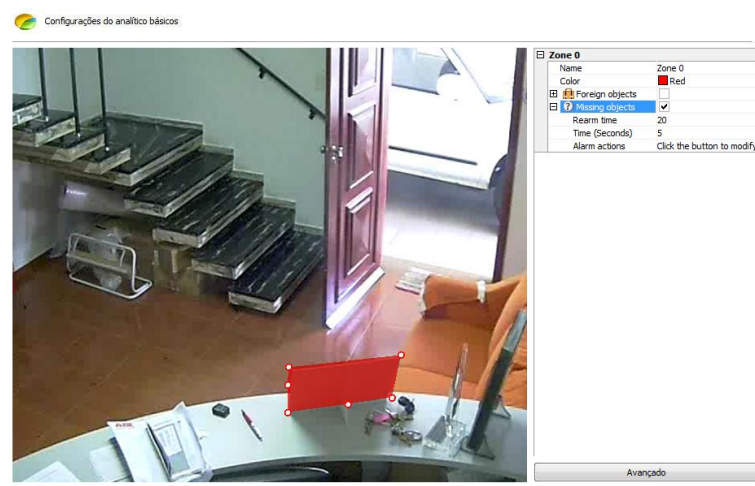 Configurações do analítico básicos
Zone 0
Name Zone 0
Color Red
Foreign objects
Missing objects
Rearm time 20
Time (Seconds) 5
Alarm actions Click the button to modify
Avançado